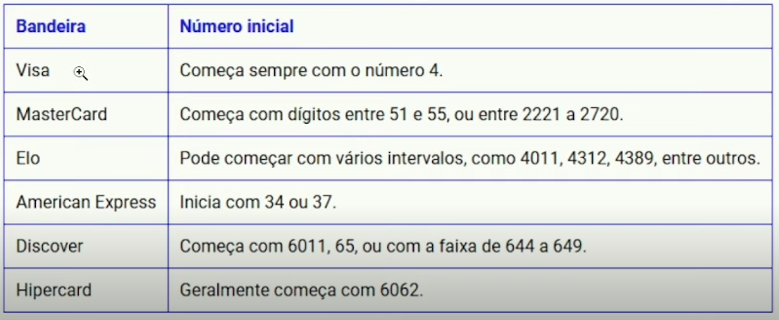 Bandeira Número inicial
Visa Começa sempre com o número 4.
MasterCard Começa com dígitos entre 51 e 55, ou entre 2221 a 2720.
Elo Pode começar com vários intervalos, como 4011, 4312, 4389, entre outros.
American Express Inicia com 34 ou 37.
Discover Começa com 6011, 65, ou com a faixa de 644 a 649.
Hipercard Geralmente começa com 6062.